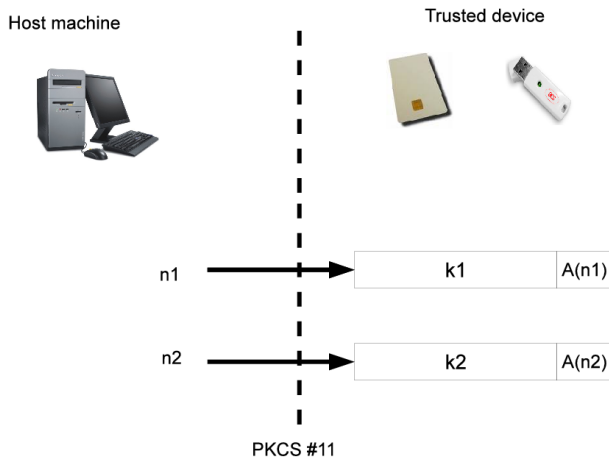 Host machine
Trusted device
n1
k1
A(n1)
n2
k2
A(n2)
PKCS #11